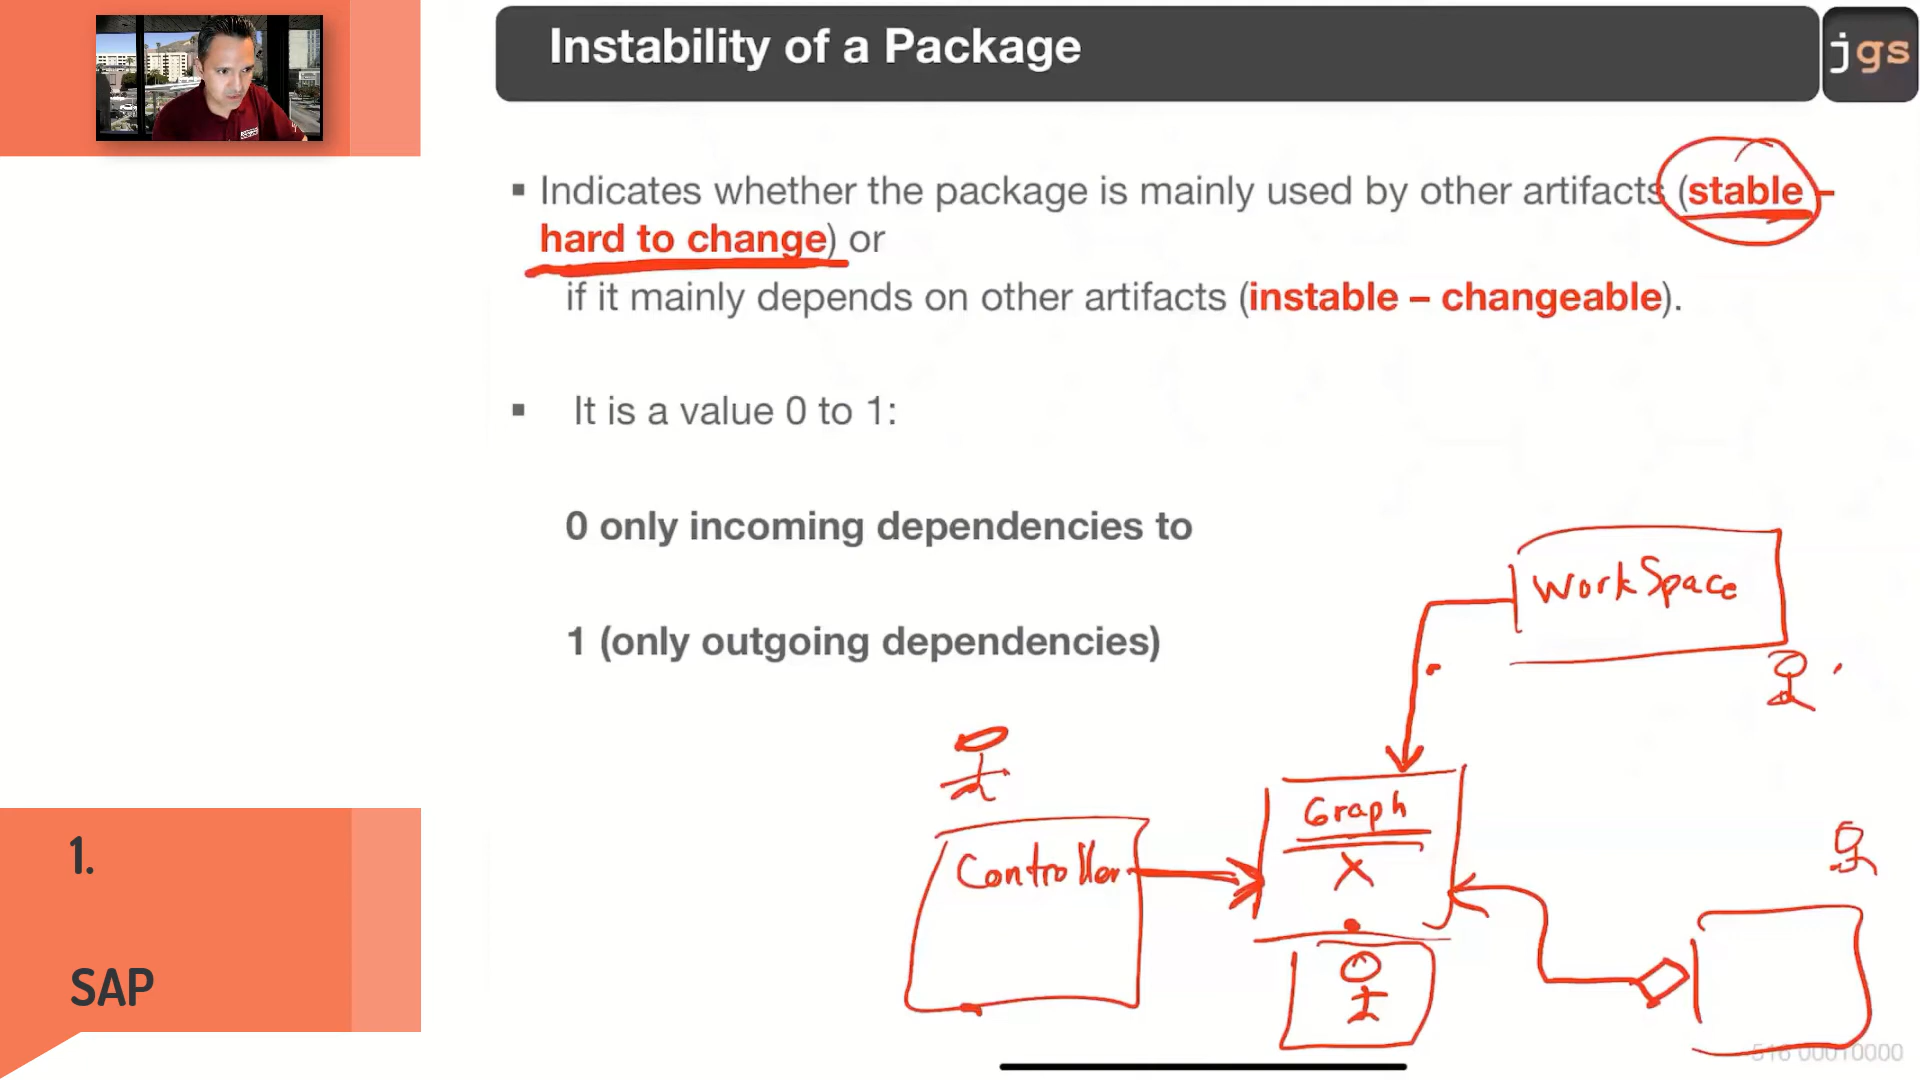 Instability of a Package
jgs
▪ Indicates whether the package is mainly used by other artifacts (stable –
hard to change) or
if it mainly depends on other artifacts (instable – changeable).
▪ It is a value 0 to 1:
0 only incoming dependencies to
1 (only outgoing dependencies)
WorkSpace
Graph
X
Controller
1.
SAP
516 00010000